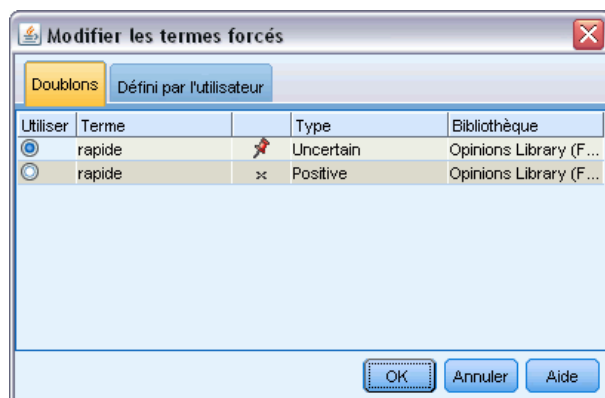 Modifier les termes forcés
Doublons Défini par l'utilisateur
Utiliser Terme Type Bibliothèque
rapide Uncertain Opinions Library (F...
rapide Positive Opinions Library (F...
OK Annuler Aide